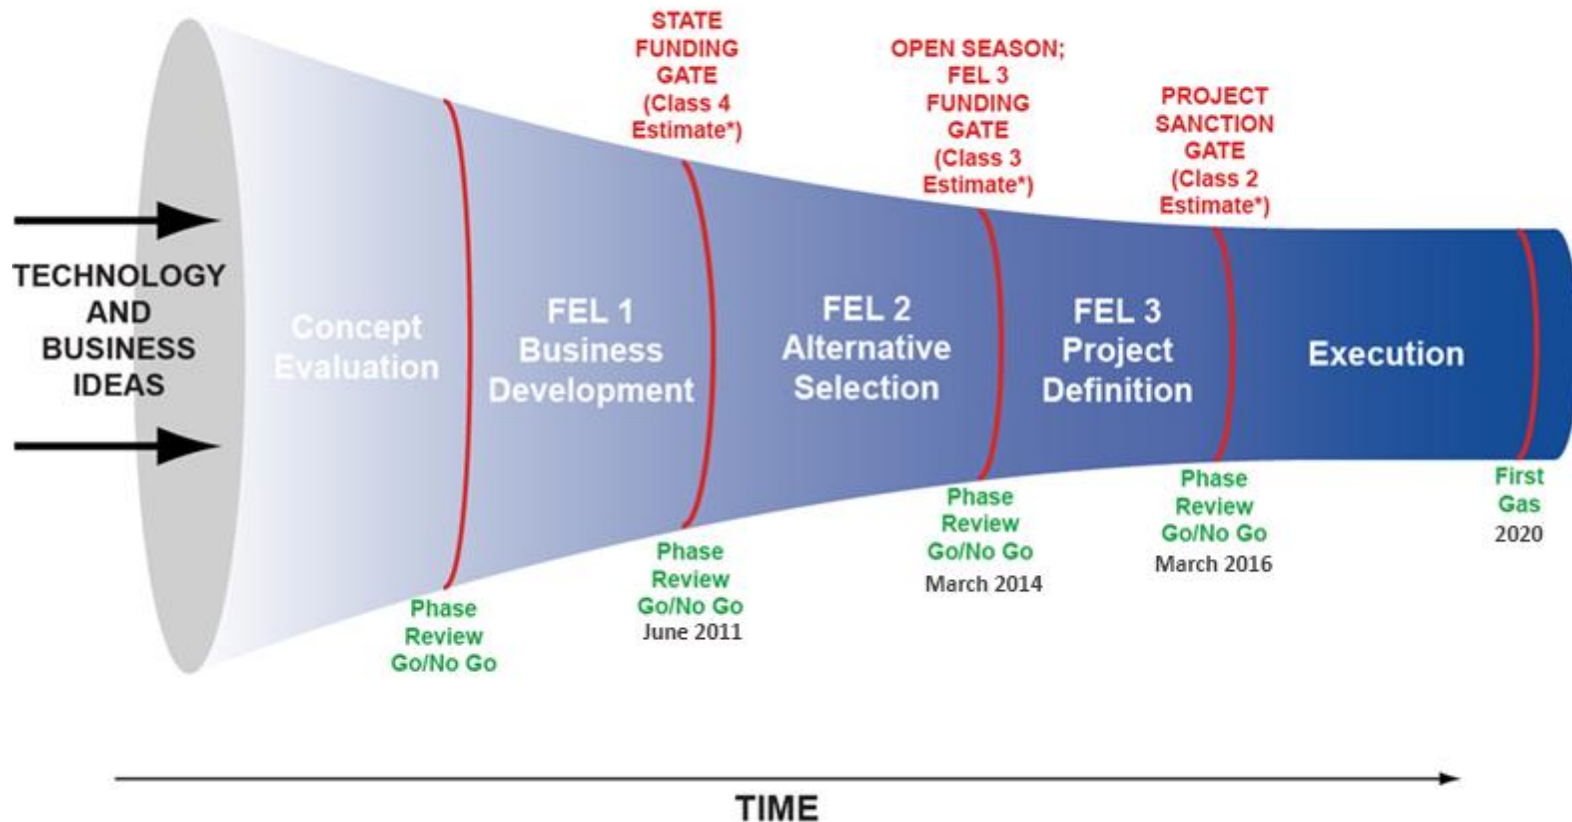 STATE
FUNDING
GATE
(Class 4
Estimate*)
OPEN SEASON;
FEL 3
FUNDING
GATE
(Class 3
Estimate*)
PROJECT
SANCTION
GATE
(Class 2
Estimate*)
TECHNOLOGY
AND
BUSINESS
IDEAS
Concept
Evaluation
FEL 1
Business
Development
FEL 2
Alternative
Selection
FEL 3
Project
Definition
Execution
Phase
Review
Go/No Go
Phase
Review
Go/No Go
June 2011
Phase
Review
Go/No Go
March 2014
Phase
Review
Go/No Go
March 2016
First
Gas
2020
TIME